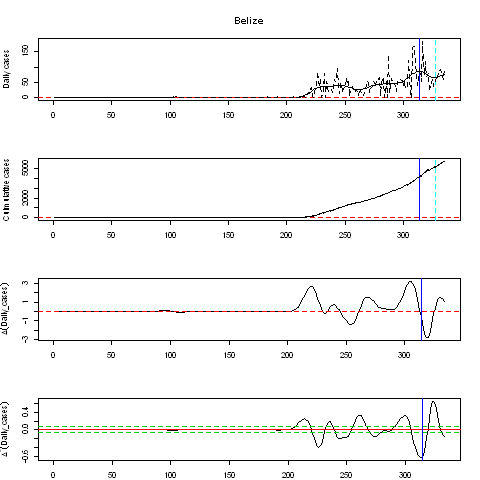 Belize
Daily cases
0 50 150
0 50 100 150 200 250 300
Cumulative cases
0 2000 5000
0 50 100 150 200 250 300
Δ(Daily_cases)
-3 -1 1 3
0 50 100 150 200 250 300
Δ'(Daily_cases)
-0.6 0.0 0.4
0 50 100 150 200 250 300